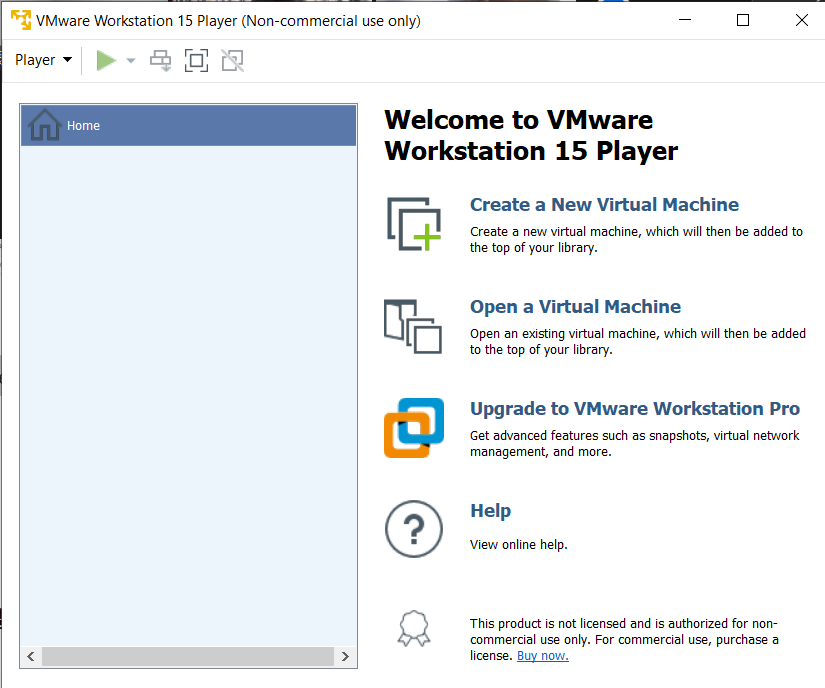 VMware Workstation 15 Player (Non-commercial use only)
Player
Home
Welcome to VMware
Workstation 15 Player
Create a New Virtual Machine
Create a new virtual machine, which will then be added to
the top of your library.
Open a Virtual Machine
Open an existing virtual machine, which will then be added
to the top of your library.
Upgrade to VMware Workstation Pro
Get advanced features such as snapshots, virtual network
management, and more.
Help
View online help.
This product is not licensed and is authorized for non-
commercial use only. For commercial use, purchase a
license. Buy now.